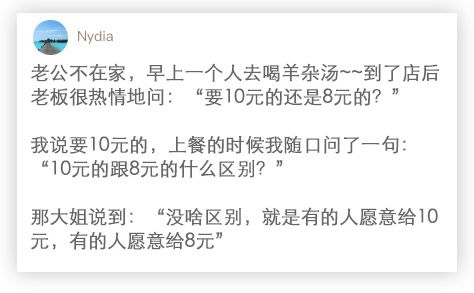 Nydia
老公不在家，早上一个人去喝羊杂汤~~到了店后
老板很热情地问：“要10元的还是8元的？”
我说要10元的，上餐的时候我随口问了一句：
“10元的跟8元的什么区别？”
那大姐说到：“没啥区别，就是有的人愿意给10
元，有的人愿意给8元”